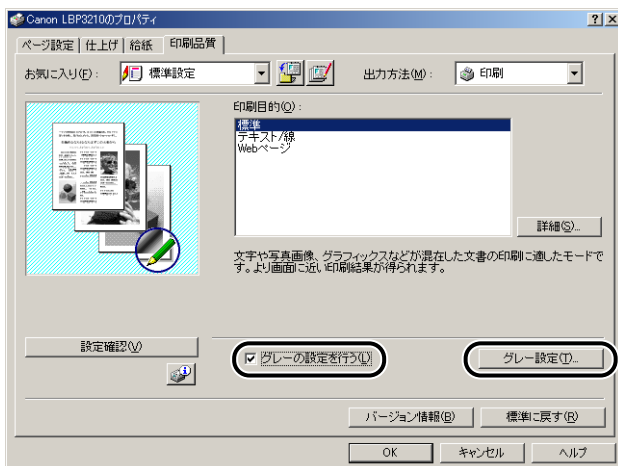 Canon LBP3210のプロパティ
ページ設定 仕上げ 給紙 印刷品質
お気に入り(F): 標準設定 出力方法(M): 印刷
印刷目的(O):
標準
テキスト/線
Webページ
詳細(S)...
文字や写真画像、グラフィックスなどが混在した文書の印刷に適したモードで
す。より画面に近い印刷結果が得られます。
設定確認(V) グレーの設定を行う(L) グレー設定(T)...
バージョン情報(B) 標準に戻す(R)
OK キャンセル ヘルプ